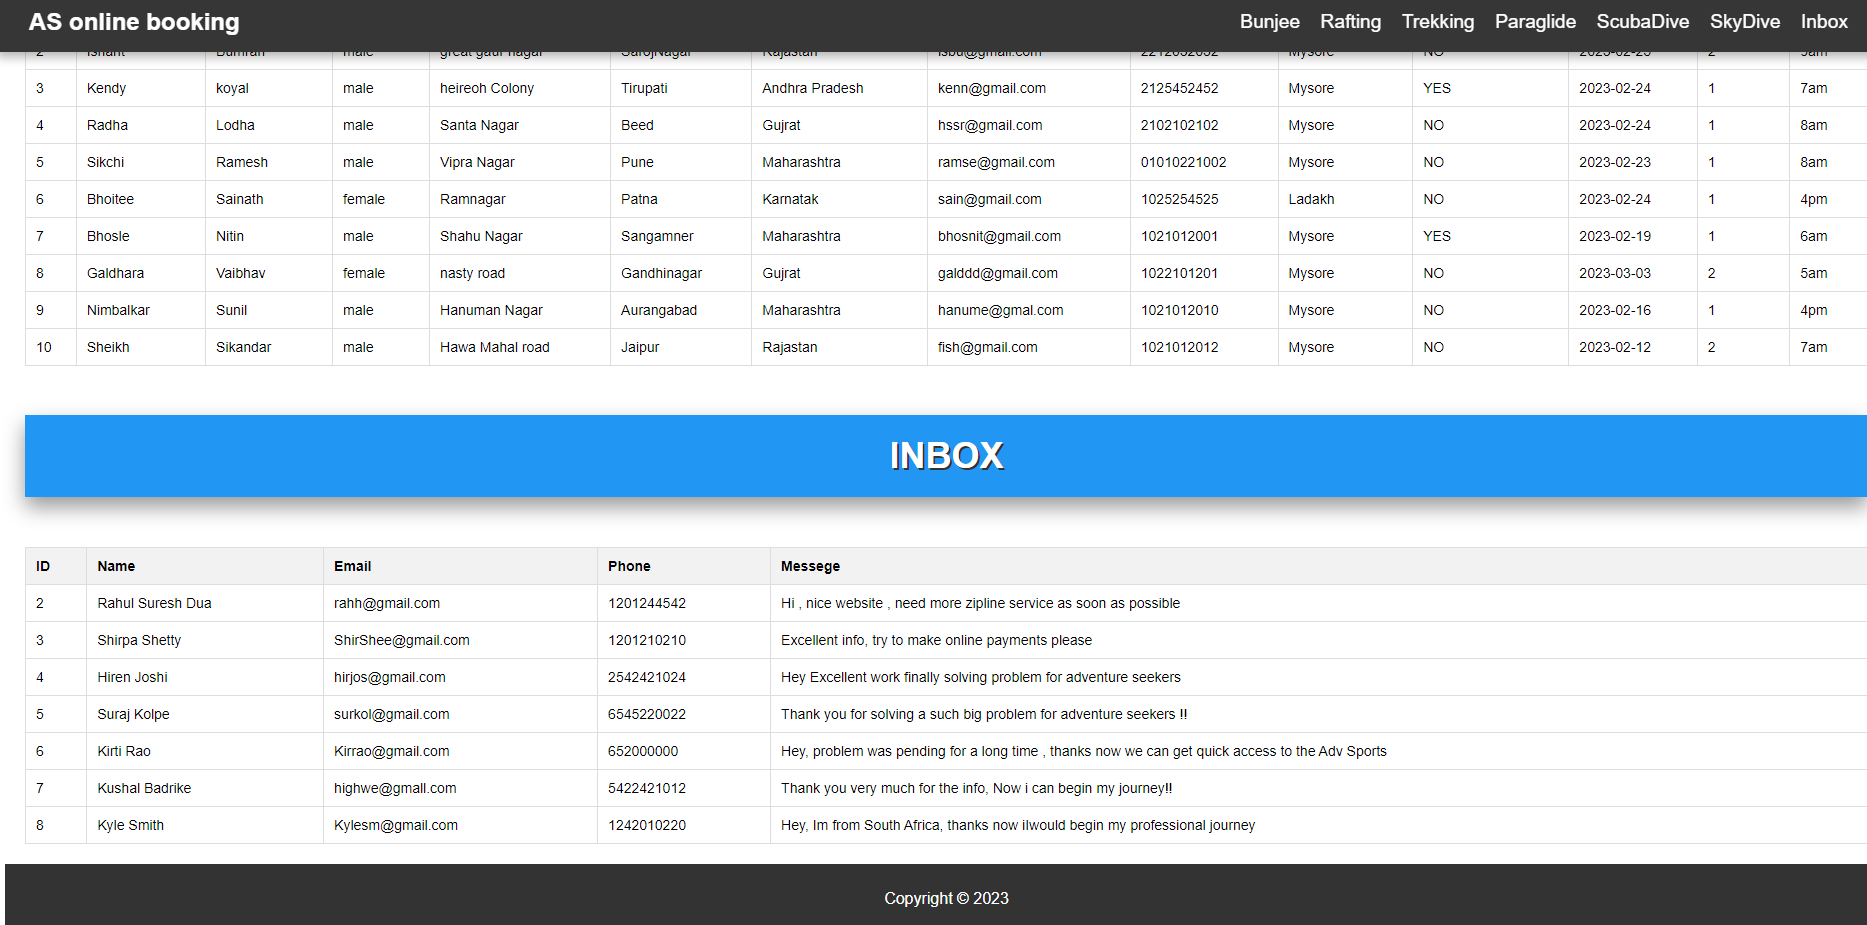 AS online booking Bunjee Rafting Trekking Paraglide ScubaDive SkyDive Inbox
3 Kendy koyal male heireoh Colony Tirupati Andhra Pradesh kenn@gmail.com 2125452452 Mysore YES 2023-02-24 1 7am
4 Radha Lodha male Santa Nagar Beed Gujrat hssr@gmail.com 2102102102 Mysore NO 2023-02-24 1 8am
5 Sikchi Ramesh male Vipra Nagar Pune Maharashtra ramse@gmail.com 01010221002 Mysore NO 2023-02-23 1 8am
6 Bhoitee Sainath female Ramnagar Patna Karnatak sain@gmail.com 1025254525 Ladakh NO 2023-02-24 1 4pm
7 Bhosle Nitin male Shahu Nagar Sangamner Maharashtra bhosnit@gmail.com 1021012001 Mysore YES 2023-02-19 1 6am
8 Galdhara Vaibhav female nasty road Gandhinagar Gujrat galddd@gmail.com 1022101201 Mysore NO 2023-03-03 2 5am
9 Nimbalkar Sunil male Hanuman Nagar Aurangabad Maharashtra hanume@gmal.com 1021012010 Mysore NO 2023-02-16 1 4pm
10 Sheikh Sikandar male Hawa Mahal road Jaipur Rajastan fish@gmail.com 1021012012 Mysore NO 2023-02-12 2 7am
INBOX
ID Name Email Phone Messege
2 Rahul Suresh Dua rahh@gmail.com 1201244542 Hi , nice website , need more zipline service as soon as possible
3 Shirpa Shetty ShirShee@gmail.com 1201210210 Excellent info, try to make online payments please
4 Hiren Joshi hirjos@gmail.com 2542421024 Hey Excellent work finally solving problem for adventure seekers
5 Suraj Kolpe surkol@gmail.com 6545220022 Thank you for solving a such big problem for adventure seekers !!
6 Kirti Rao Kirrao@gmail.com 652000000 Hey, problem was pending for a long time , thanks now we can get quick access to the Adv Sports
7 Kushal Badrike highwe@gmall.com 5422421012 Thank you very much for the info, Now i can begin my journey!!
8 Kyle Smith Kylesm@gmail.com 1242010220 Hey, Im from South Africa, thanks now iIwould begin my professional journey
Copyright © 2023